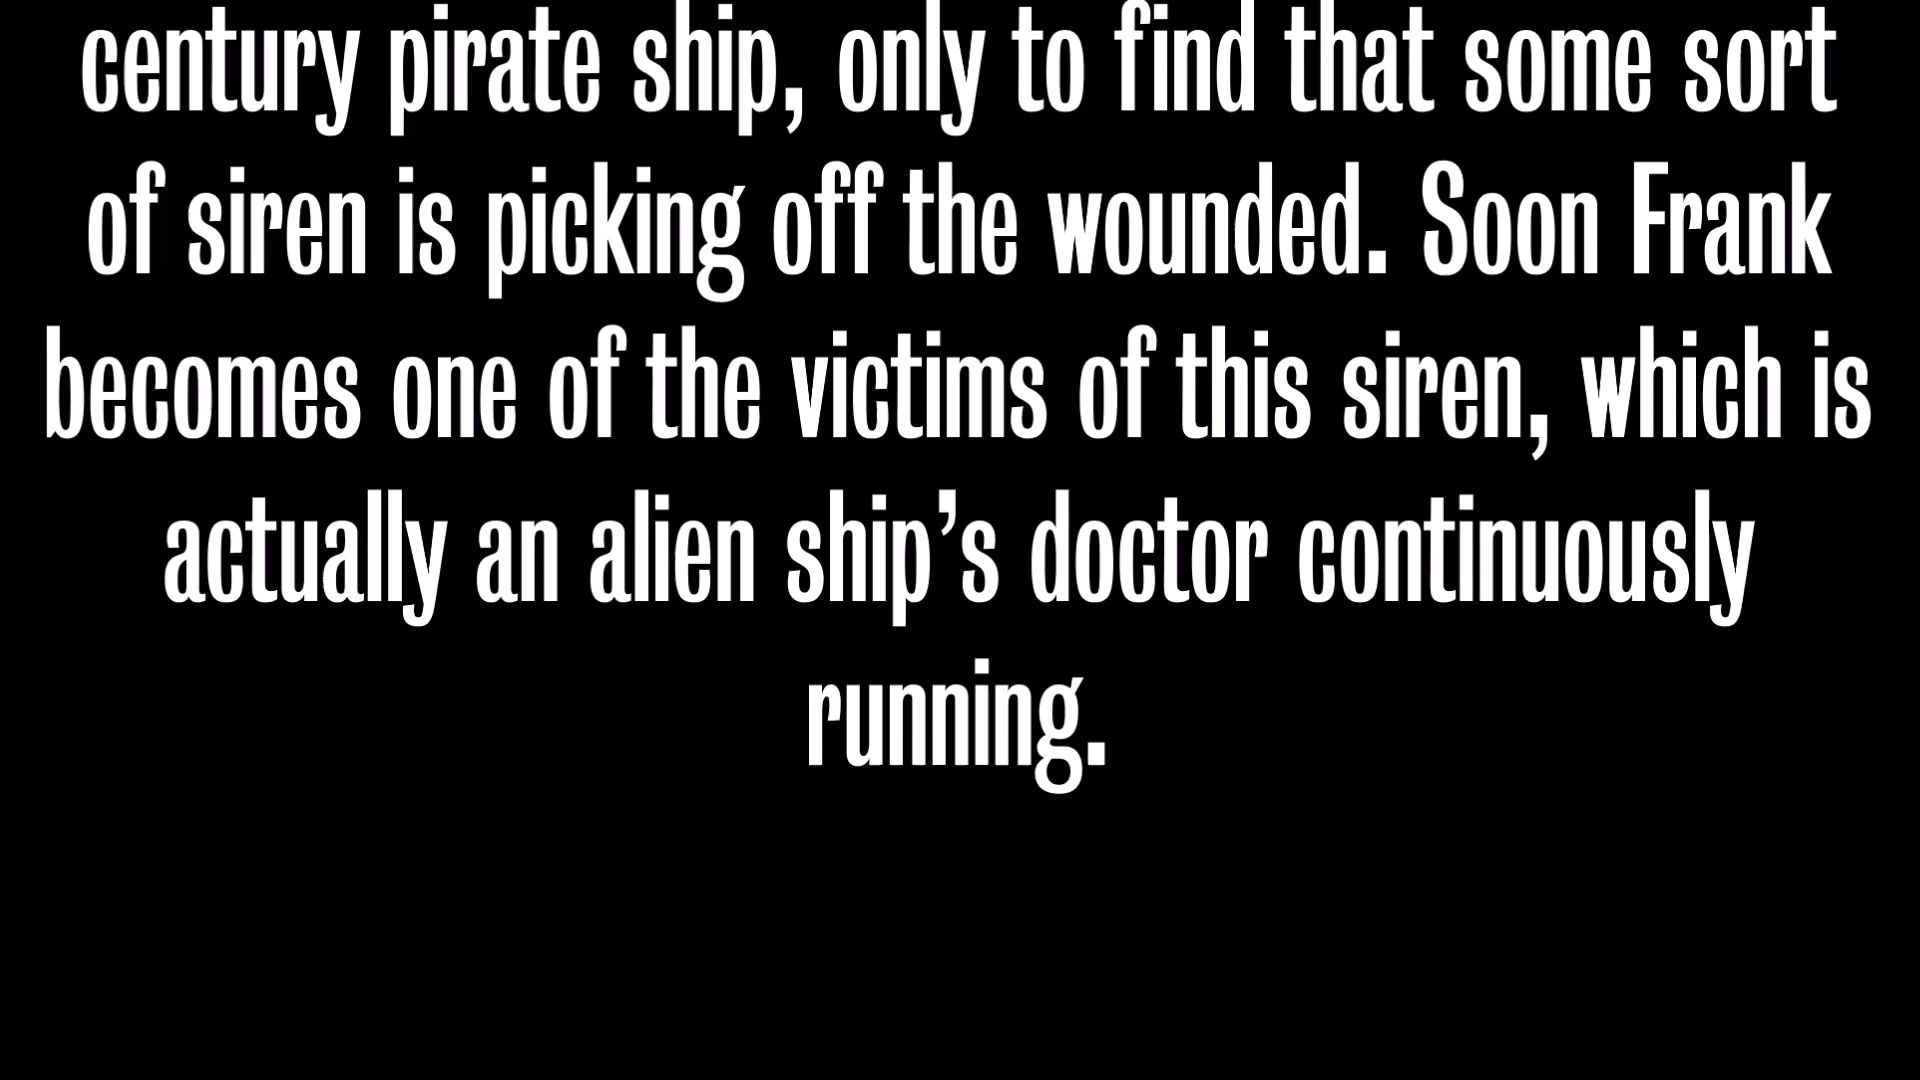 century pirate ship, only to find that some sort
of siren is picking off the wounded. Soon Frank
becomes one of the victims of this siren, which is
actually an alien ship’s doctor continuously
running.